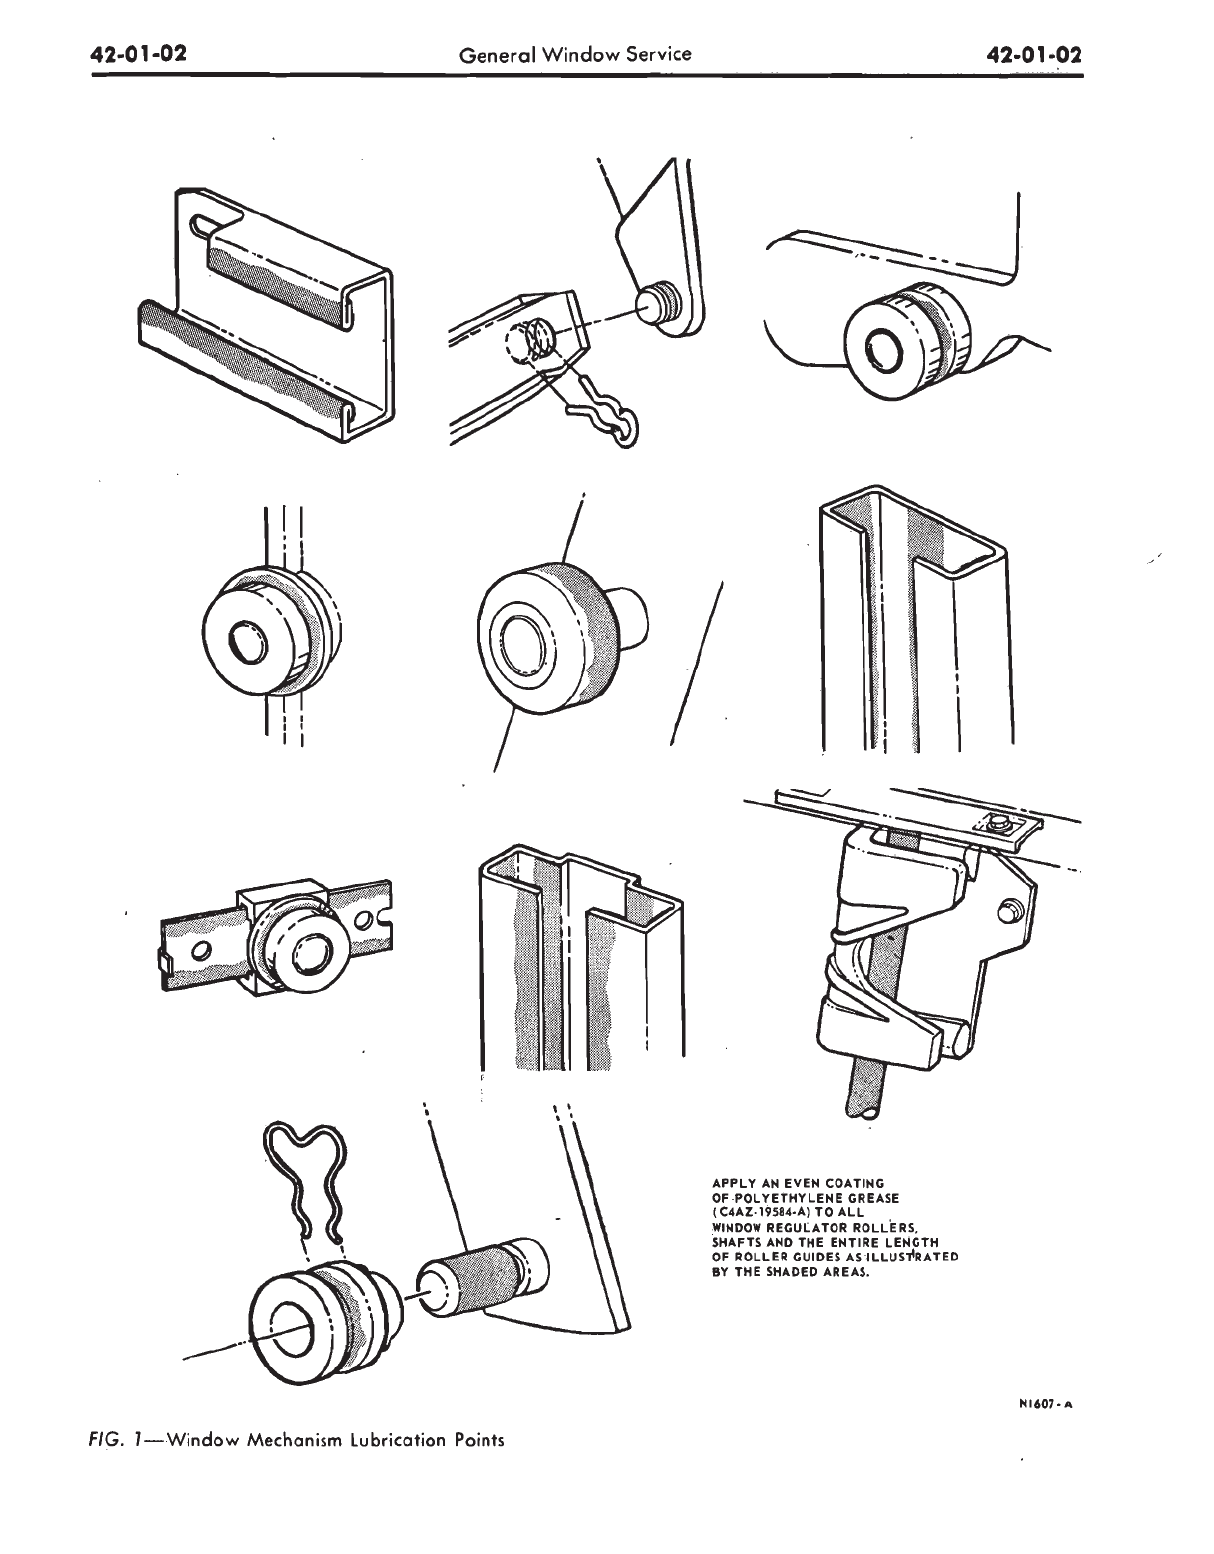 42-01-02 General Window Service 42-01-02
APPLY AN EVEN COATING
OF POLYETHYLENE GREASE
(C4AZ-19584-A) TO ALL
WINDOW REGULATOR ROLLERS,
SHAFTS AND THE ENTIRE LENGTH
OF ROLLER GUIDES AS ILLUSTRATED
BY THE SHADED AREAS.
N1607-A
FIG. 1—Window Mechanism Lubrication Points